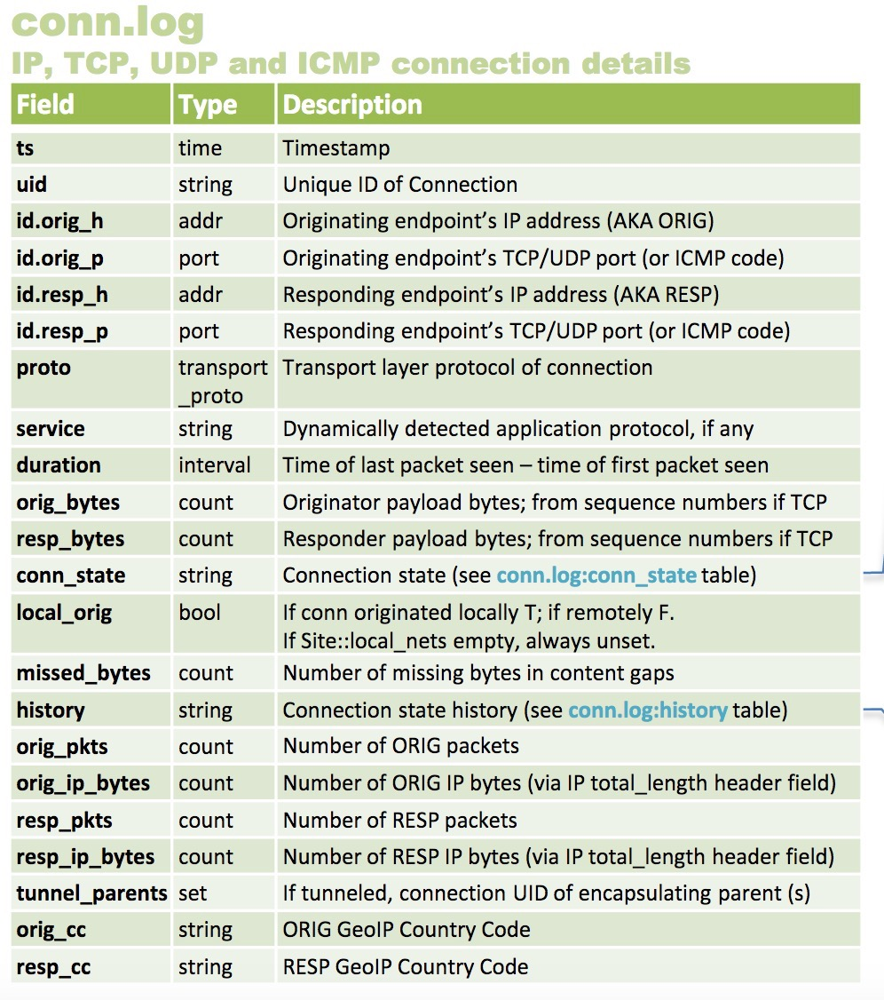 conn.log
IP, TCP, UDP and ICMP connection details
Field Type Description
ts time Timestamp
uid string Unique ID of Connection
id.orig_h addr Originating endpoint’s IP address (AKA ORIG)
id.orig_p port Originating endpoint’s TCP/UDP port (or ICMP code)
id.resp_h addr Responding endpoint’s IP address (AKA RESP)
id.resp_p port Responding endpoint’s TCP/UDP port (or ICMP code)
proto transport Transport layer protocol of connection
_proto
service string Dynamically detected application protocol, if any
duration interval Time of last packet seen – time of first packet seen
orig_bytes count Originator payload bytes; from sequence numbers if TCP
resp_bytes count Responder payload bytes; from sequence numbers if TCP
conn_state string Connection state (see conn.log:conn_state table)
local_orig bool If conn originated locally T; if remotely F.
If Site::local_nets empty, always unset.
missed_bytes count Number of missing bytes in content gaps
history string Connection state history (see conn.log:history table)
orig_pkts count Number of ORIG packets
orig_ip_bytes count Number of ORIG IP bytes (via IP total_length header field)
resp_pkts count Number of RESP packets
resp_ip_bytes count Number of RESP IP bytes (via IP total_length header field)
tunnel_parents set If tunneled, connection UID of encapsulating parent (s)
orig_cc string ORIG GeoIP Country Code
resp_cc string RESP GeoIP Country Code